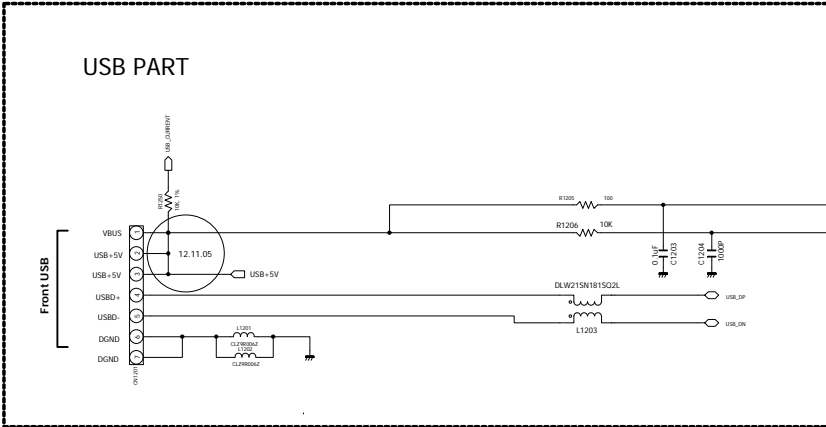 USB PART
USB_CURRENT
R1250
10K, 1%
R1205 100
R1206 10K
VBUS 1
USB+5V 2
12.11.05
USB+5V 3
USB+5V
0.1uF
C1203
C1204
1000P
Front USB
DLW21SN181SQ2L
USBD+ 4
USB_DP
USBD- 5
USB_DN
L1203
DGND 6
L1201
CLZ9R006Z
L1202
CLZ9R006Z
DGND 7
CN1201